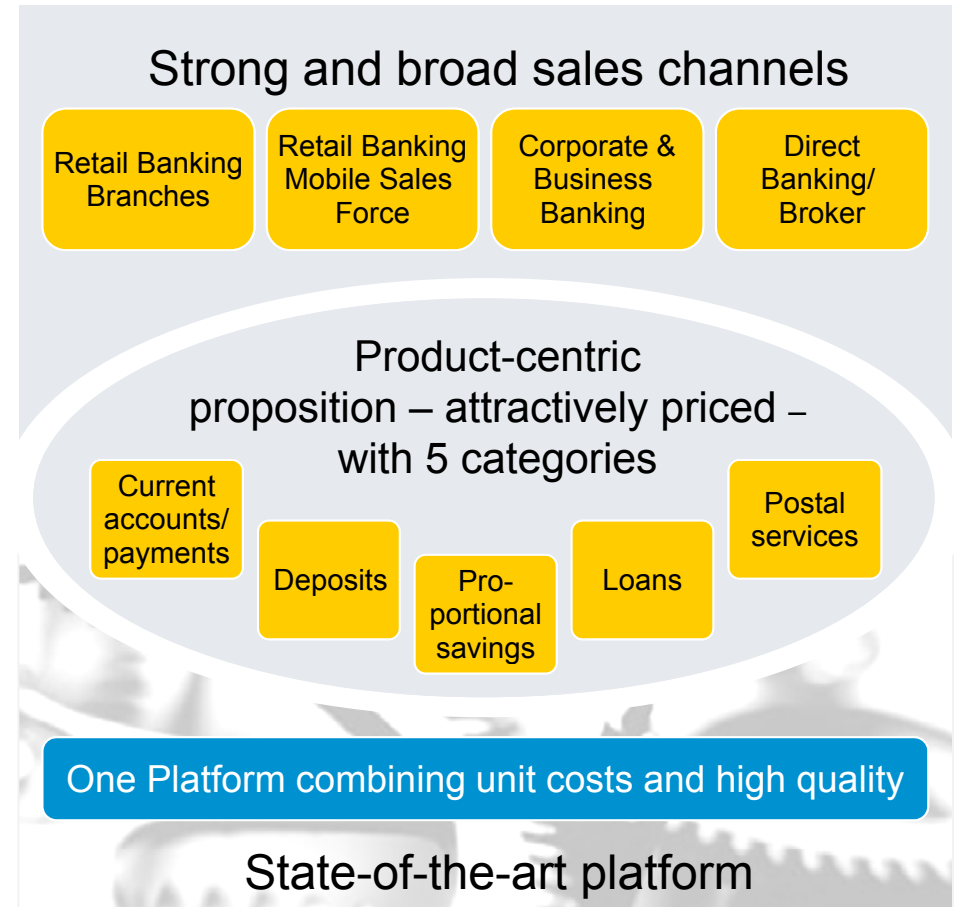 Strong and broad sales channels
Retail Banking
Branches
Retail Banking
Mobile Sales
Force
Corporate &
Business
Banking
Direct
Banking/
Broker
Product-centric
proposition – attractively priced –
with 5 categories
Current
accounts/
payments
Deposits
Pro-
portional
savings
Loans
Postal
services
One Platform combining unit costs and high quality
State-of-the-art platform